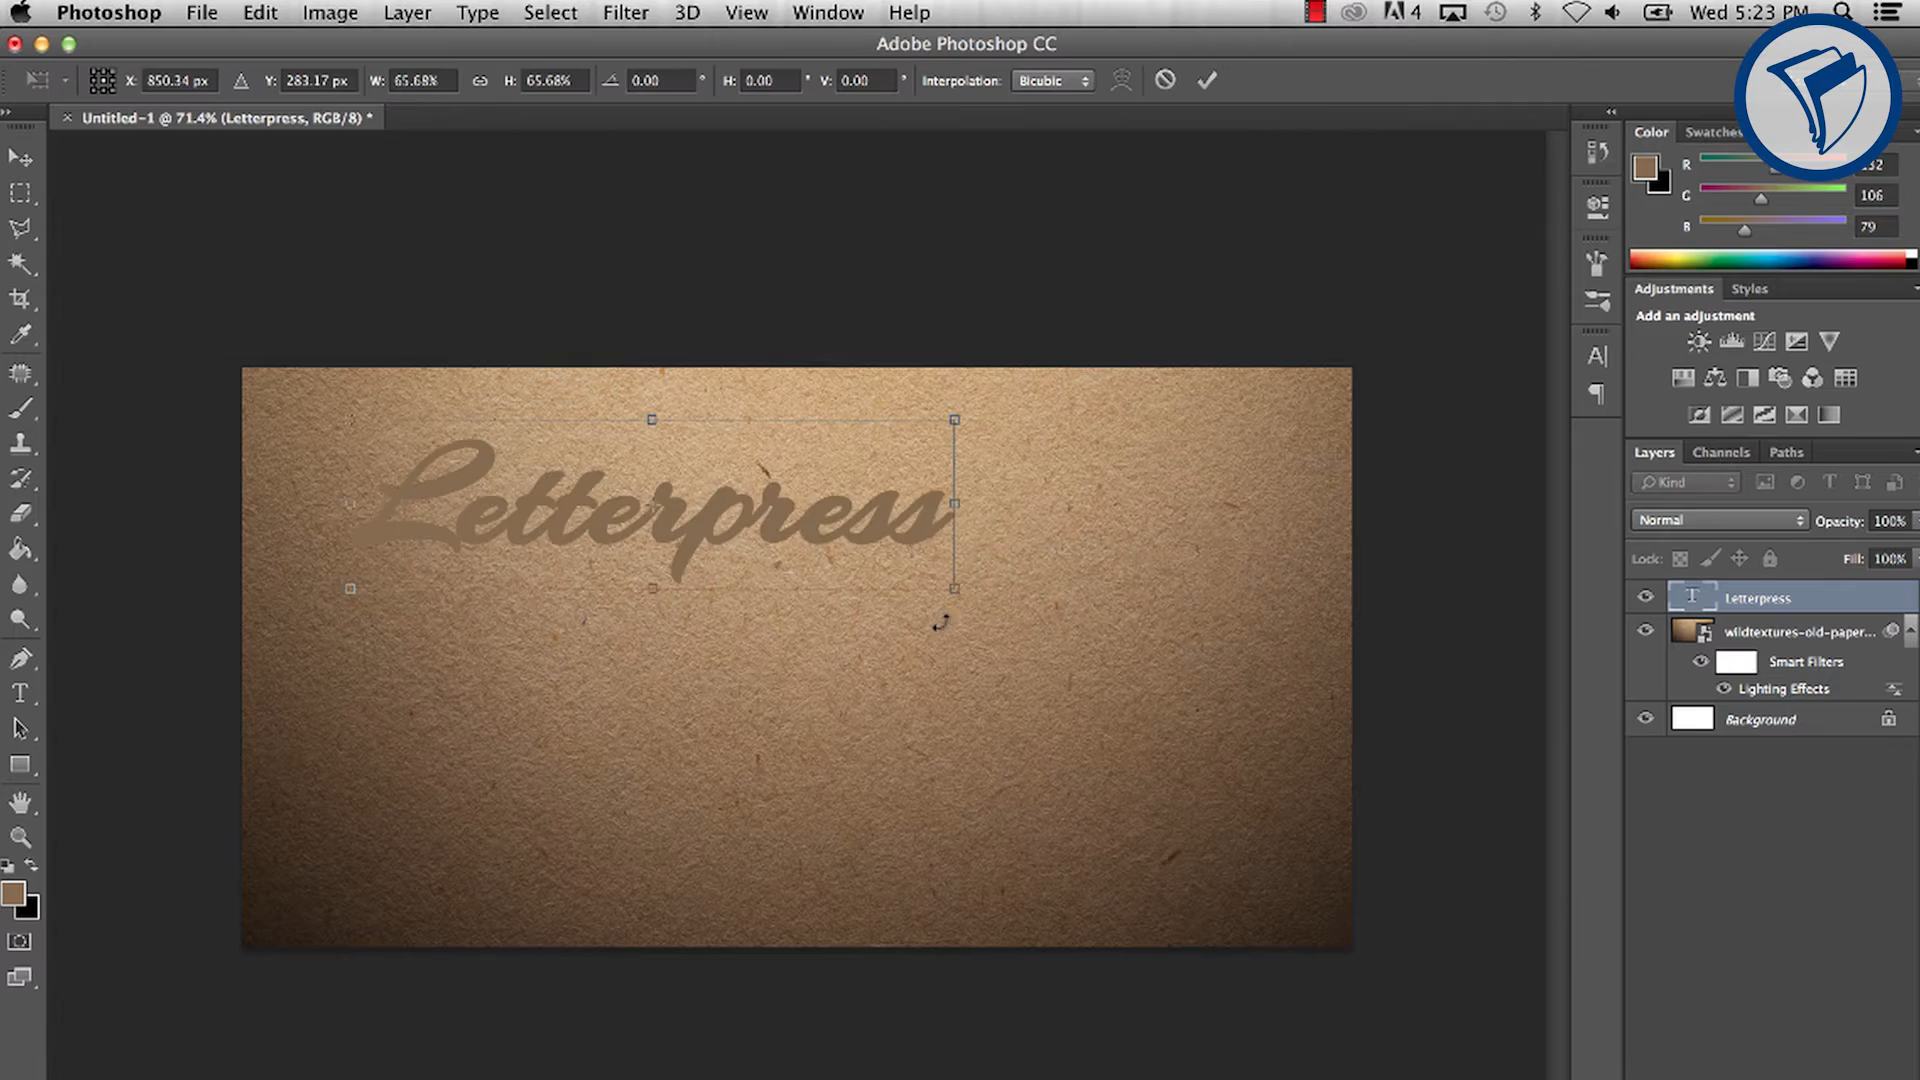 Photoshop File Edit Image Layer Type Select Filter 3D View Window Help 4 Wed 5:23 PM
Adobe Photoshop CC
X: 850.34 px Y: 283.17 px W: 65.68% H: 65.68% 0.00 ° H: 0.00 ° V: 0.00 ° Interpolation: Bicubic
Untitled-1 @ 71.4% (Letterpress, RGB/8) *
Color Swatches
R
G 106
B 79
Adjustments Styles
Add an adjustment
Letterpress
Layers Channels Paths
Kind
Normal Opacity: 100%
Lock: Fill: 100%
Letterpress
wildtextures-old-paper...
Smart Filters
Lighting Effects
Background